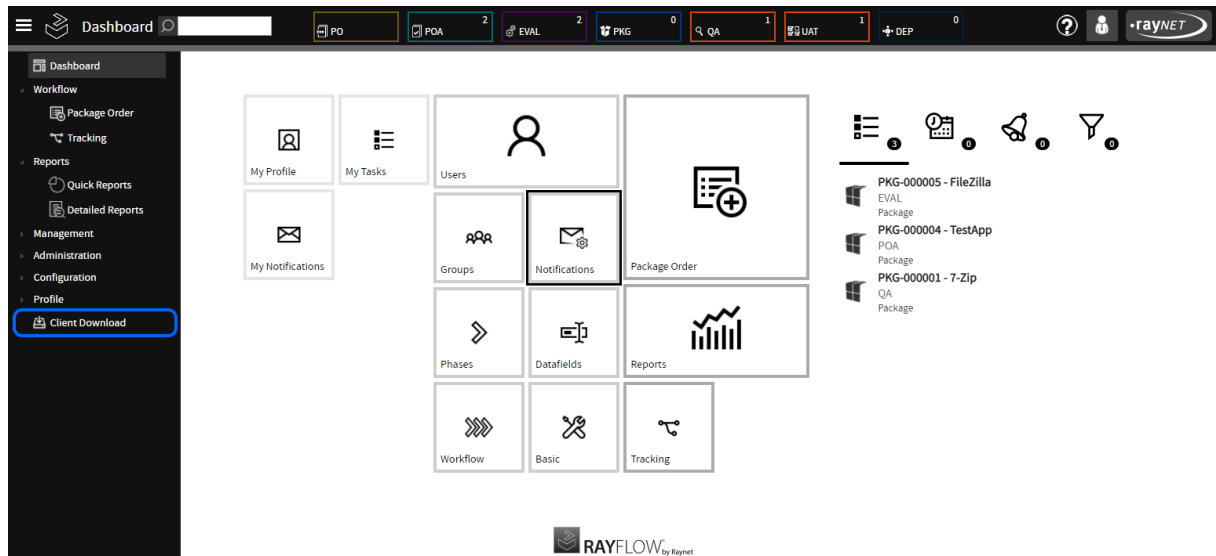 Dashboard
PO
POA 2
EVAL 2
PKG 0
QA 1
UAT 1
DEP 0
?
rayNET
Dashboard
Workflow
Package Order
Tracking
Reports
Quick Reports
Detailed Reports
Management
Administration
Configuration
Profile
Client Download
My Profile
My Tasks
Users
My Notifications
Groups
Notifications
Package Order
Phases
Datafields
Reports
Workflow
Basic
Tracking
3
0
0
0
PKG-000005 - FileZilla
EVAL
Package
PKG-000004 - TestApp
POA
Package
PKG-000001 - 7-Zip
QA
Package
RAYFLOW by Raynet